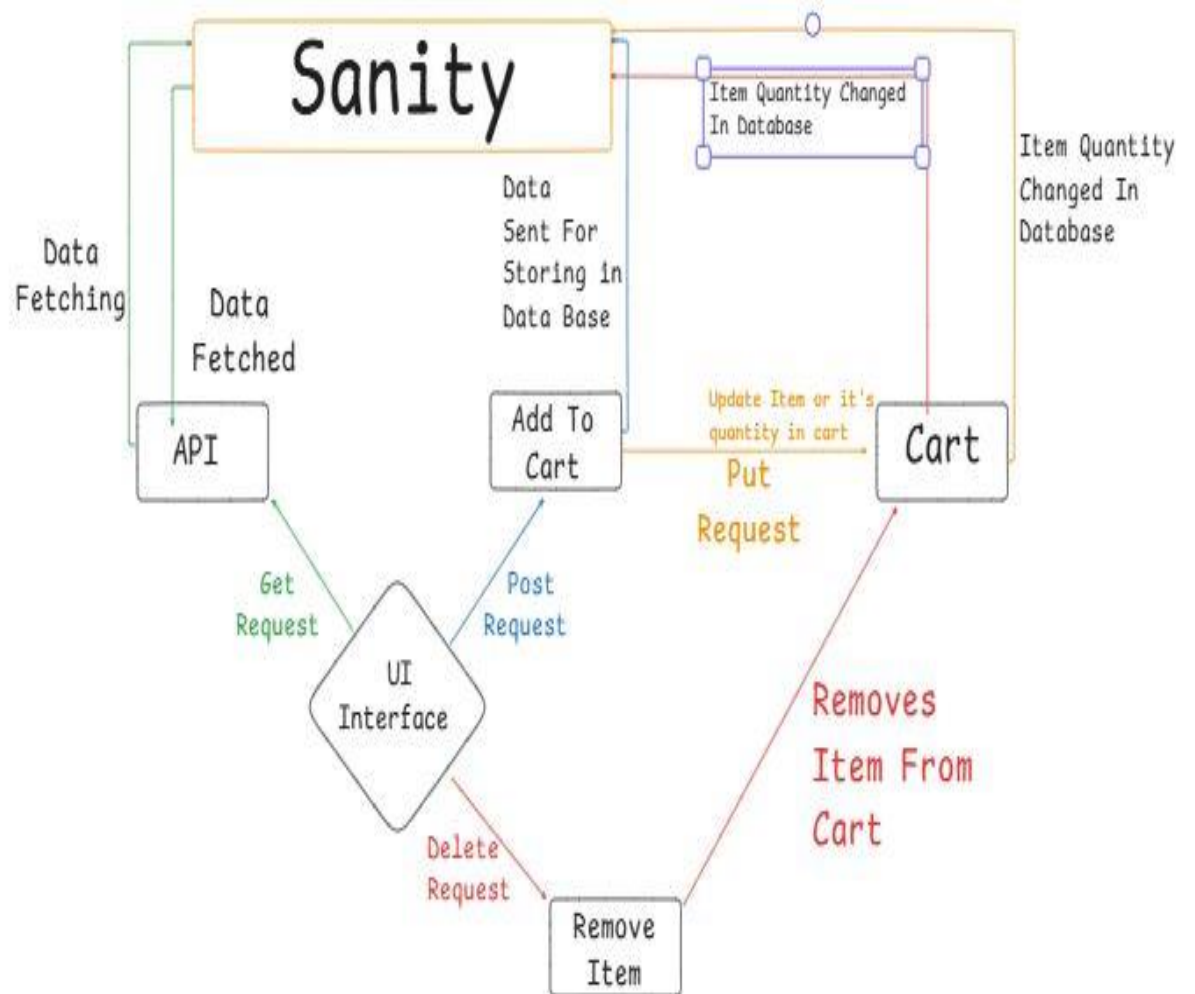 Sanity
Item Quantity Changed
In Database
Item Quantity
Changed In
Database
Data
Sent For
Storing in
Data Base
Data
Fetching
Data
Fetched
API
Add To
Cart
Update Item or it's
quantity in cart
Put
Request
Cart
Get
Request
Post
Request
UI
Interface
Removes
Item From
Cart
Delete
Request
Remove
Item